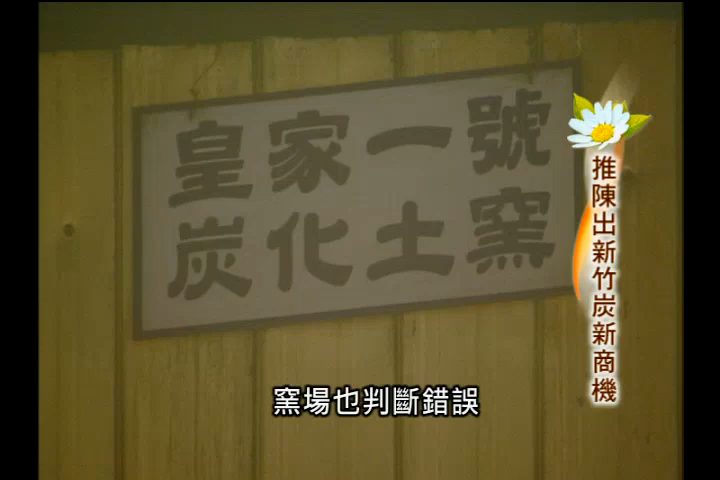 皇家一號
炭化土窯
推陳出新竹炭新商機
窯場也判斷錯誤